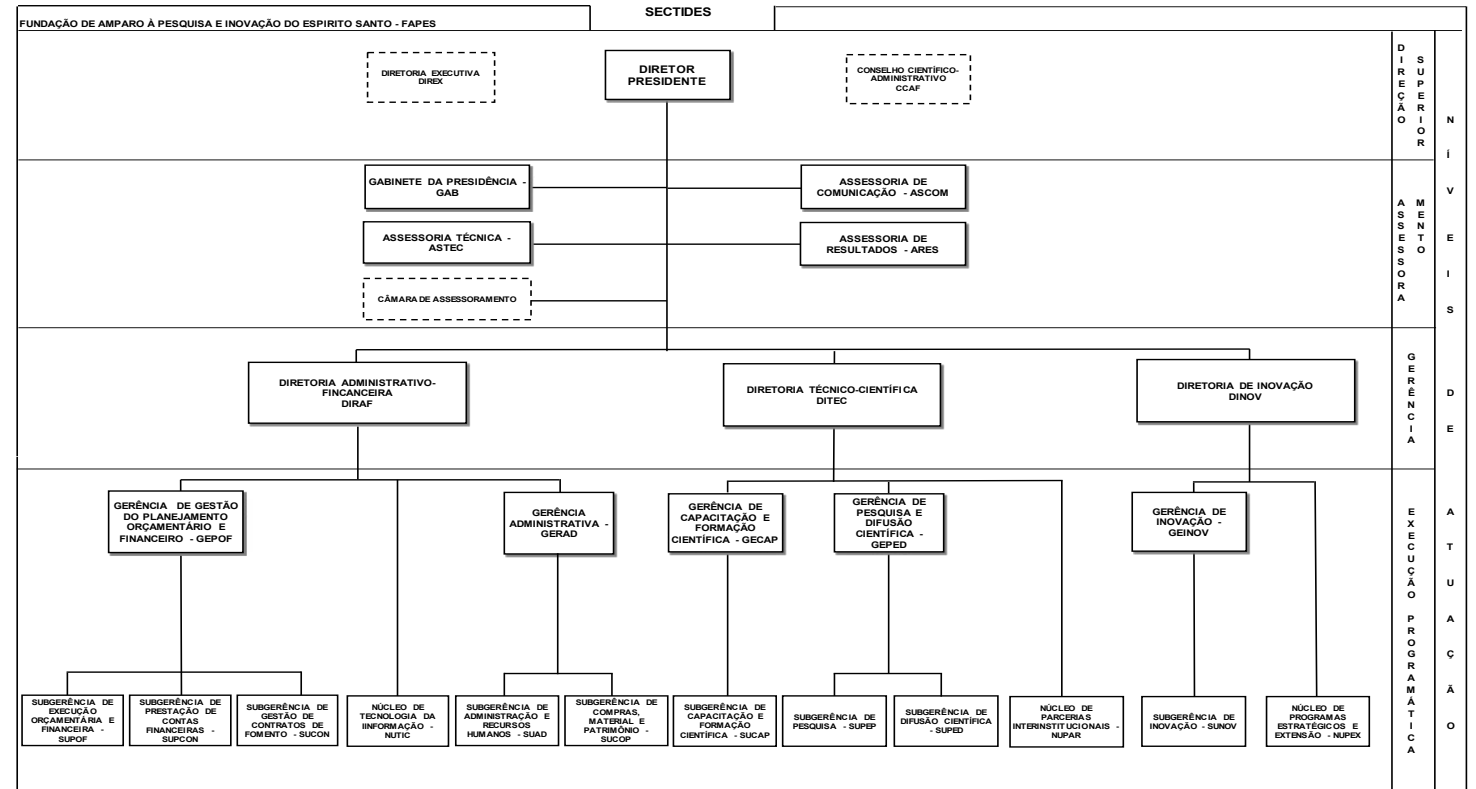 SECTIDES
FUNDAÇÃO DE AMPARO À PESQUISA E INOVAÇÃO DO ESPIRITO SANTO - FAPES
DIRETORIA EXECUTIVA
DIREX
DIRETOR
PRESIDENTE
CONSELHO CIENTÍFICO-
ADMINISTRATIVO
CCAF
DIREÇÃO
SUPERIOR
GABINETE DA PRESIDÊNCIA -
GAB
ASSESSORIA DE
COMUNICAÇÃO - ASCOM
ASSESSORIA TÉCNICA -
ASTEC
ASSESSORIA DE
RESULTADOS - ARES
CÂMARA DE ASSESSORAMENTO
ASSESSORA
MENTO
DIRETORIA ADMINISTRATIVO-
FINCANCEIRA
DIRAF
DIRETORIA TÉCNICO-CIENTÍFICA
DITEC
DIRETORIA DE INOVAÇÃO
DINOV
GERÊNCIA
GERÊNCIA DE GESTÃO
DO PLANEJAMENTO
ORÇAMENTÁRIO E
FINANCEIRO - GEPOF
GERÊNCIA
ADMINISTRATIVA -
GERAD
GERÊNCIA DE
CAPACITAÇÃO E
FORMAÇÃO
CIENTÍFICA - GECAP
GERÊNCIA DE
PESQUISA E
DIFUSÃO
CIENTÍFICA -
GEPED
GERÊNCIA DE
INOVAÇÃO -
GEINOV
SUBGERÊNCIA DE
EXECUÇÃO
ORÇAMENTÁRIA E
FINANCEIRA -
SUPOF
SUBGERÊNCIA DE
PRESTAÇÃO DE
CONTAS
FINANCEIRAS -
SUPCON
SUBGERÊNCIA DE
GESTÃO DE
CONTRATOS DE
FOMENTO - SUCON
NÚCLEO DE
TECNOLOGIA DA
IINFORMAÇÃO -
NUTIC
SUBGERÊNCIA DE
ADMINISTRAÇÃO E
RECURSOS
HUMANOS - SUAD
SUBGERÊNCIA DE
COMPRAS,
MATERIAL E
PATRIMÔNIO -
SUCOP
SUBGERÊNCIA DE
CAPACITAÇÃO E
FORMAÇÃO
CIENTÍFICA - SUCAP
SUBGERÊNCIA DE
PESQUISA - SUPEP
SUBGERÊNCIA DE
DIFUSÃO CIENTÍFICA
- SUPED
NÚCLEO DE
PARCERIAS
INTERINSTITUCIONAIS -
NUPAR
SUBGERÊNCIA DE
INOVAÇÃO - SUNOV
NÚCLEO DE
PROGRAMAS
ESTRATÉGICOS E
EXTENSÃO - NUPEX
EXECUÇÃO PROGRAMÁTICA
NÍVEIS DE ATUAÇÃO